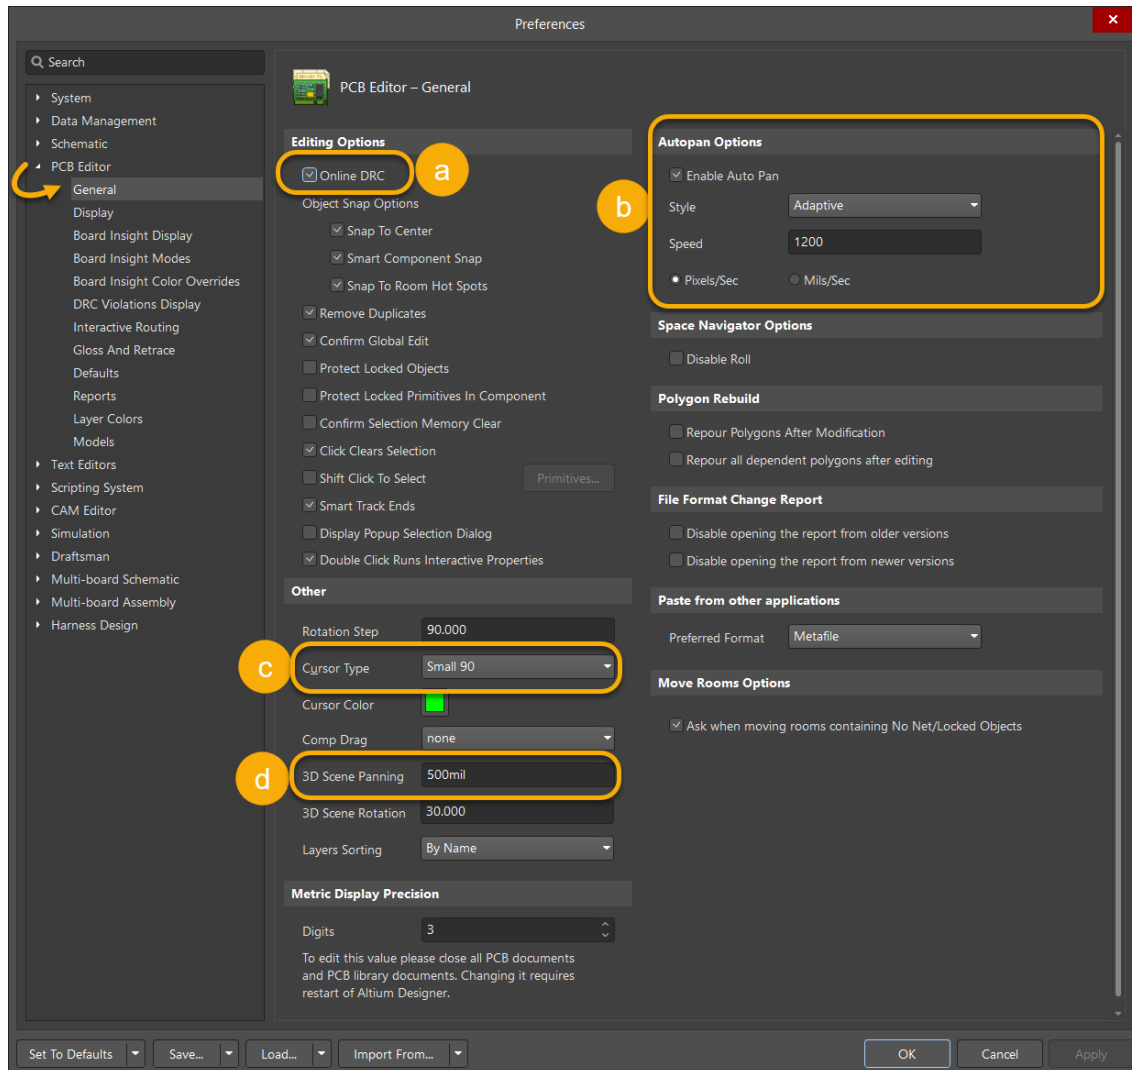 Preferences
Search
System
Data Management
Schematic
PCB Editor
General
Display
Board Insight Display
Board Insight Modes
Board Insight Color Overrides
DRC Violations Display
Interactive Routing
Gloss And Retrace
Defaults
Reports
Layer Colors
Models
Text Editors
Scripting System
CAM Editor
Simulation
Draftsman
Multi-board Schematic
Multi-board Assembly
Harness Design
PCB Editor – General
Editing Options
Online DRC
a
Object Snap Options
Snap To Center
Smart Component Snap
Snap To Room Hot Spots
Remove Duplicates
Confirm Global Edit
Protect Locked Objects
Protect Locked Primitives In Component
Confirm Selection Memory Clear
Click Clears Selection
Shift Click To Select Primitives...
Smart Track Ends
Display Popup Selection Dialog
Double Click Runs Interactive Properties
Other
Rotation Step 90.000
c
Cursor Type Small 90
Cursor Color
Comp Drag none
d
3D Scene Panning 500mil
3D Scene Rotation 30.000
Layers Sorting By Name
Metric Display Precision
Digits 3
To edit this value please close all PCB documents
and PCB library documents. Changing it requires
restart of Altium Designer.
Autopan Options
Enable Auto Pan
b
Style Adaptive
Speed 1200
Pixels/Sec Mils/Sec
Space Navigator Options
Disable Roll
Polygon Rebuild
Repour Polygons After Modification
Repour all dependent polygons after editing
File Format Change Report
Disable opening the report from older versions
Disable opening the report from newer versions
Paste from other applications
Preferred Format Metafile
Move Rooms Options
Ask when moving rooms containing No Net/Locked Objects
Set To Defaults Save... Load... Import From... OK Cancel Apply